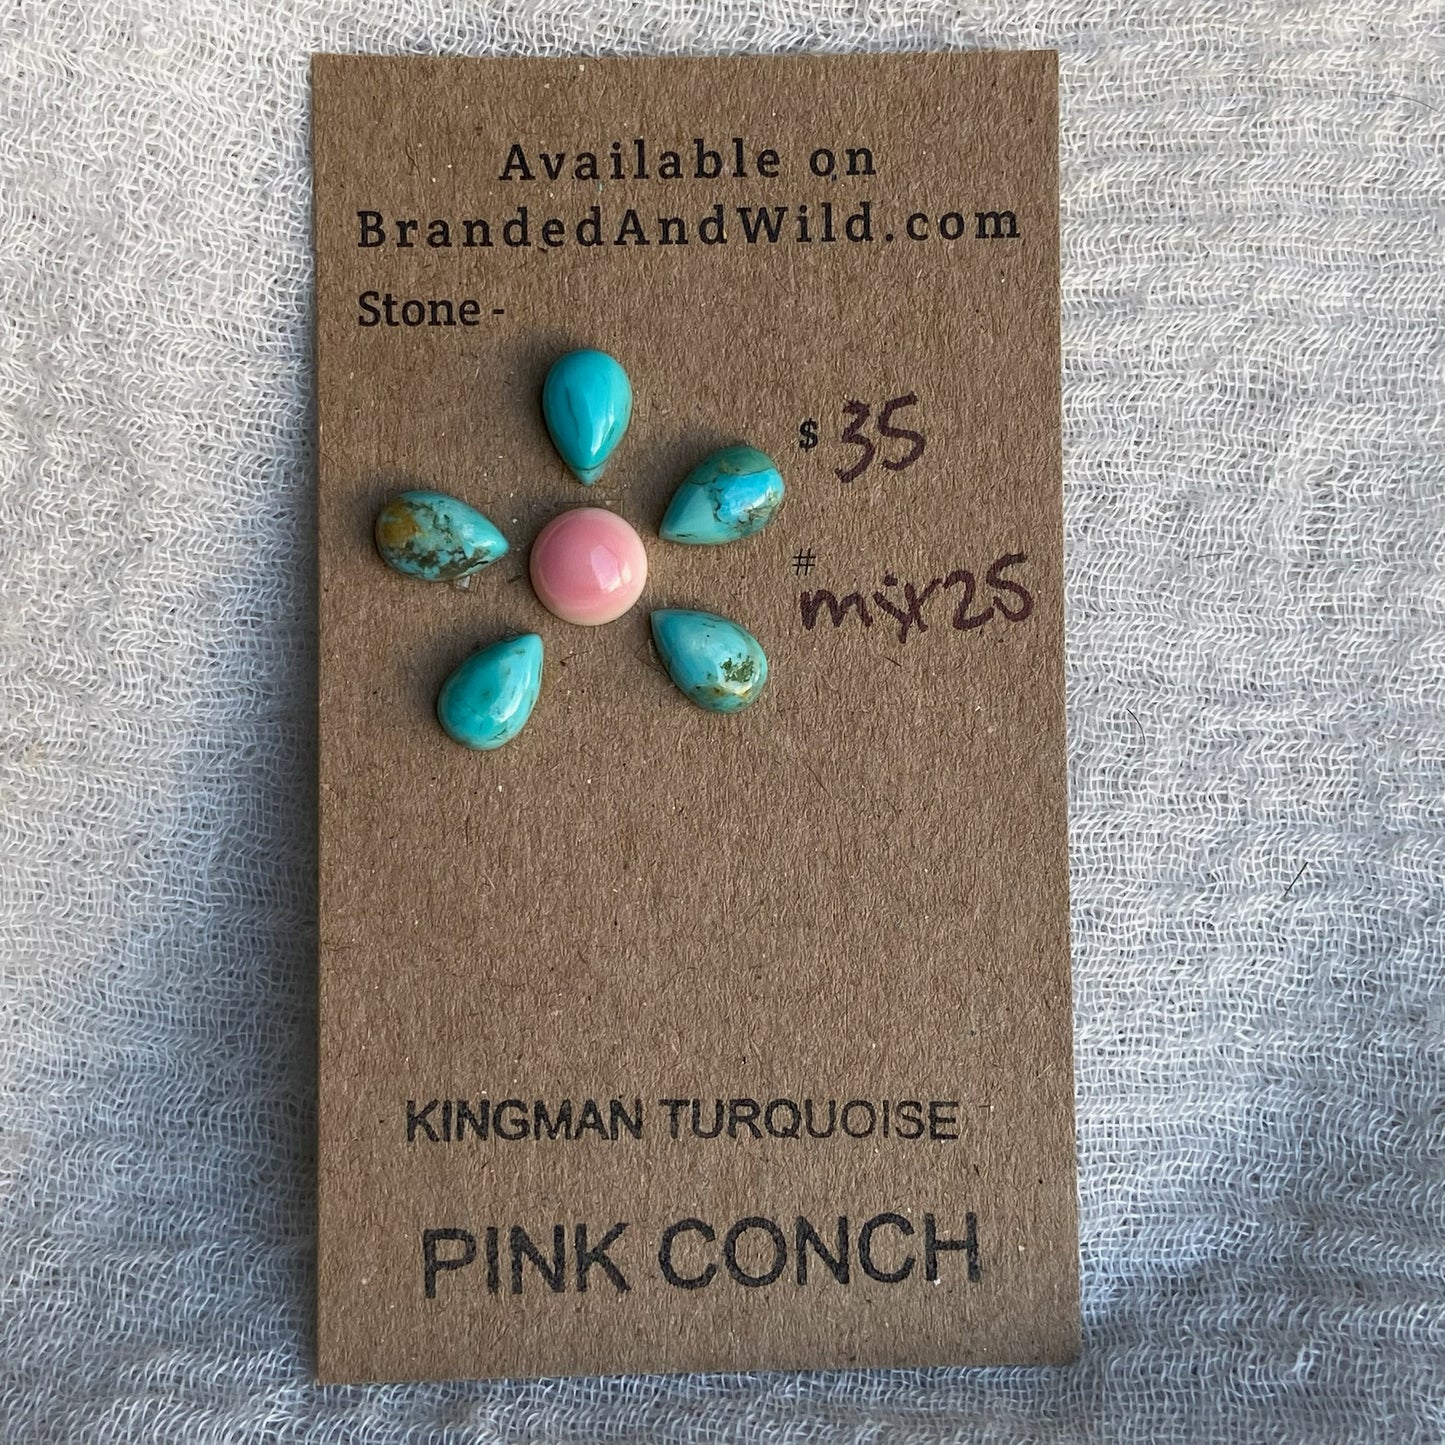 Available on
BrandedAndWild.com
Stone -
$ 35
#
mix25
KINGMAN TURQUOISE
PINK CONCH